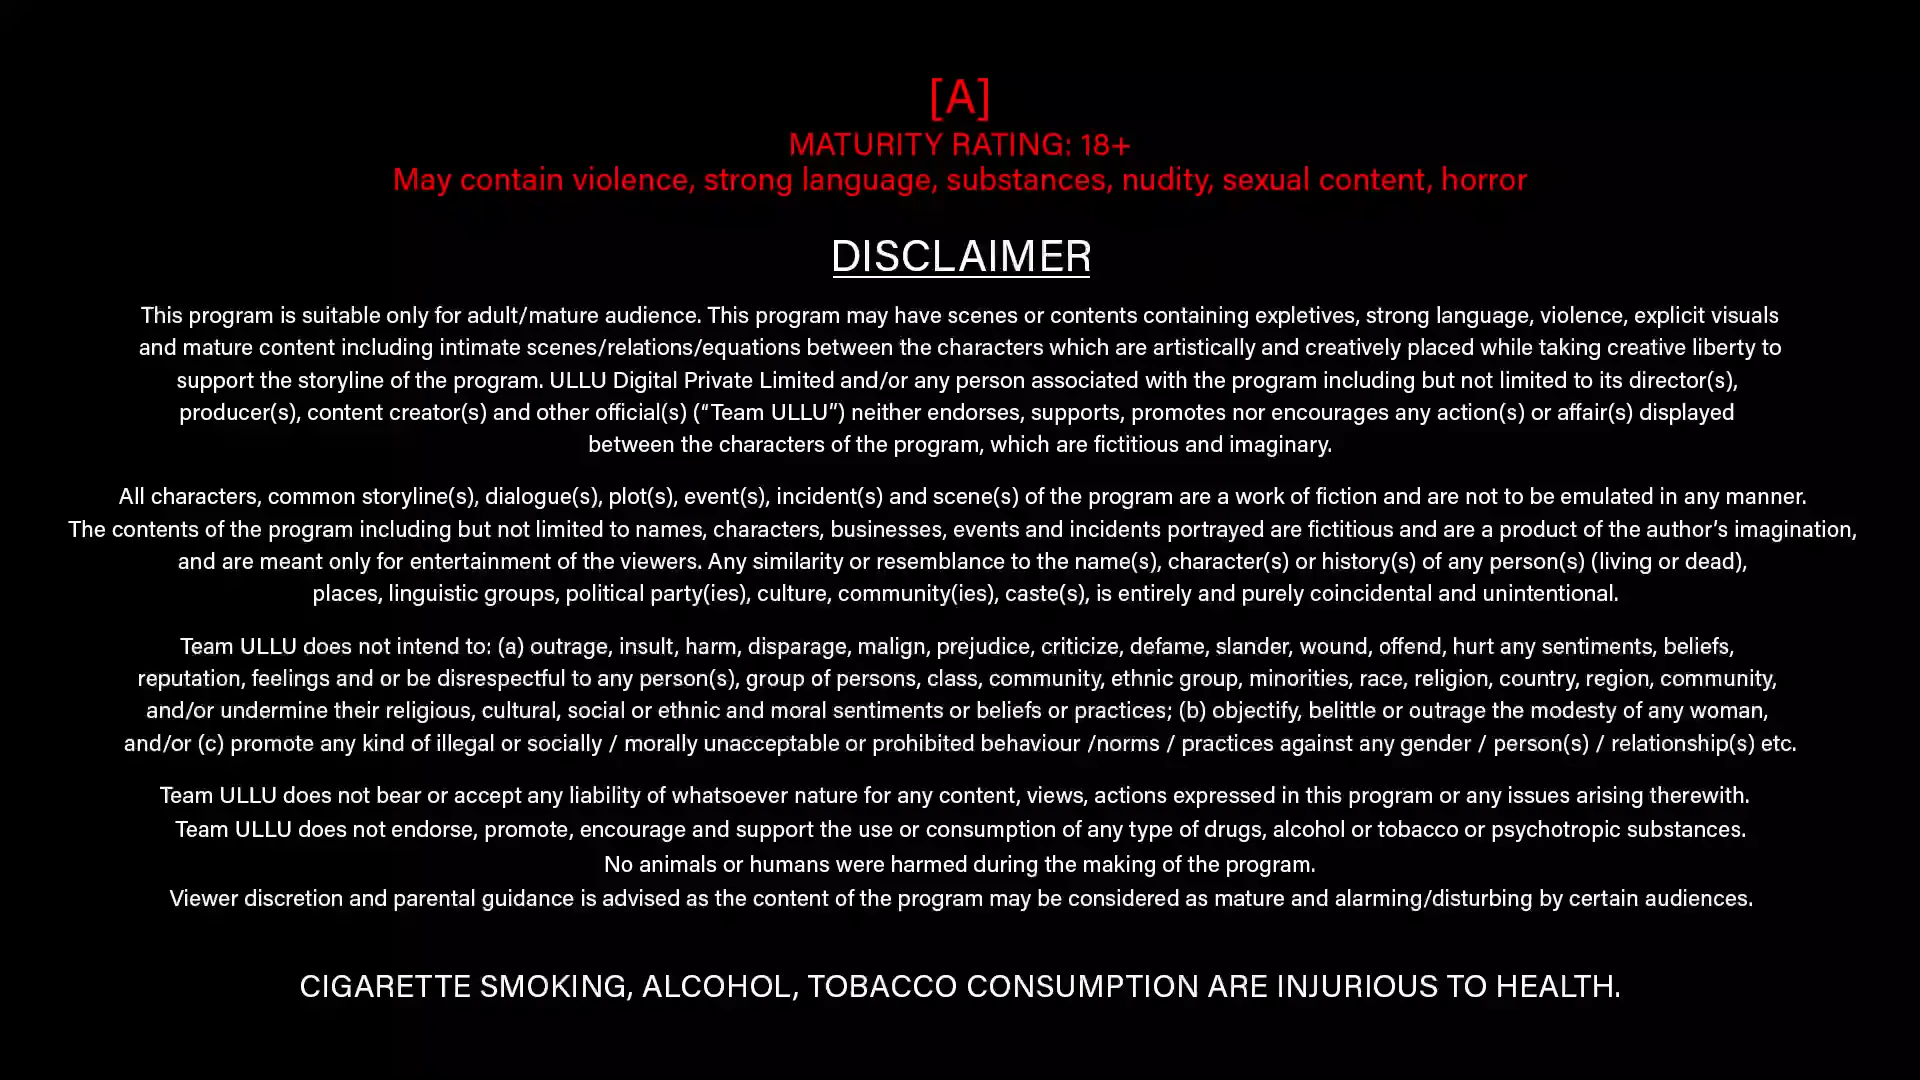 [A]
MATURITY RATING: 18+
May contain violence, strong language, substances, nudity, sexual content, horror
DISCLAIMER
This program is suitable only for adult/mature audience. This program may have scenes or contents containing expletives, strong language, violence, explicit visuals
and mature content including intimate scenes/relations/equations between the characters which are artistically and creatively placed while taking creative liberty to
support the storyline of the program. ULLU Digital Private Limited and/or any person associated with the program including but not limited to its director(s),
producer(s), content creator(s) and other official(s) (“Team ULLU”) neither endorses, supports, promotes nor encourages any action(s) or affair(s) displayed
between the characters of the program, which are fictitious and imaginary.
All characters, common storyline(s), dialogue(s), plot(s), event(s), incident(s) and scene(s) of the program are a work of fiction and are not to be emulated in any manner.
The contents of the program including but not limited to names, characters, businesses, events and incidents portrayed are fictitious and are a product of the author’s imagination,
and are meant only for entertainment of the viewers. Any similarity or resemblance to the name(s), character(s) or history(s) of any person(s) (living or dead),
places, linguistic groups, political party(ies), culture, community(ies), caste(s), is entirely and purely coincidental and unintentional.
Team ULLU does not intend to: (a) outrage, insult, harm, disparage, malign, prejudice, criticize, defame, slander, wound, offend, hurt any sentiments, beliefs,
reputation, feelings and or be disrespectful to any person(s), group of persons, class, community, ethnic group, minorities, race, religion, country, region, community,
and/or undermine their religious, cultural, social or ethnic and moral sentiments or beliefs or practices; (b) objectify, belittle or outrage the modesty of any woman,
and/or (c) promote any kind of illegal or socially / morally unacceptable or prohibited behaviour /norms / practices against any gender / person(s) / relationship(s) etc.
Team ULLU does not bear or accept any liability of whatsoever nature for any content, views, actions expressed in this program or any issues arising therewith.
Team ULLU does not endorse, promote, encourage and support the use or consumption of any type of drugs, alcohol or tobacco or psychotropic substances.
No animals or humans were harmed during the making of the program.
Viewer discretion and parental guidance is advised as the content of the program may be considered as mature and alarming/disturbing by certain audiences.
CIGARETTE SMOKING, ALCOHOL, TOBACCO CONSUMPTION ARE INJURIOUS TO HEALTH.